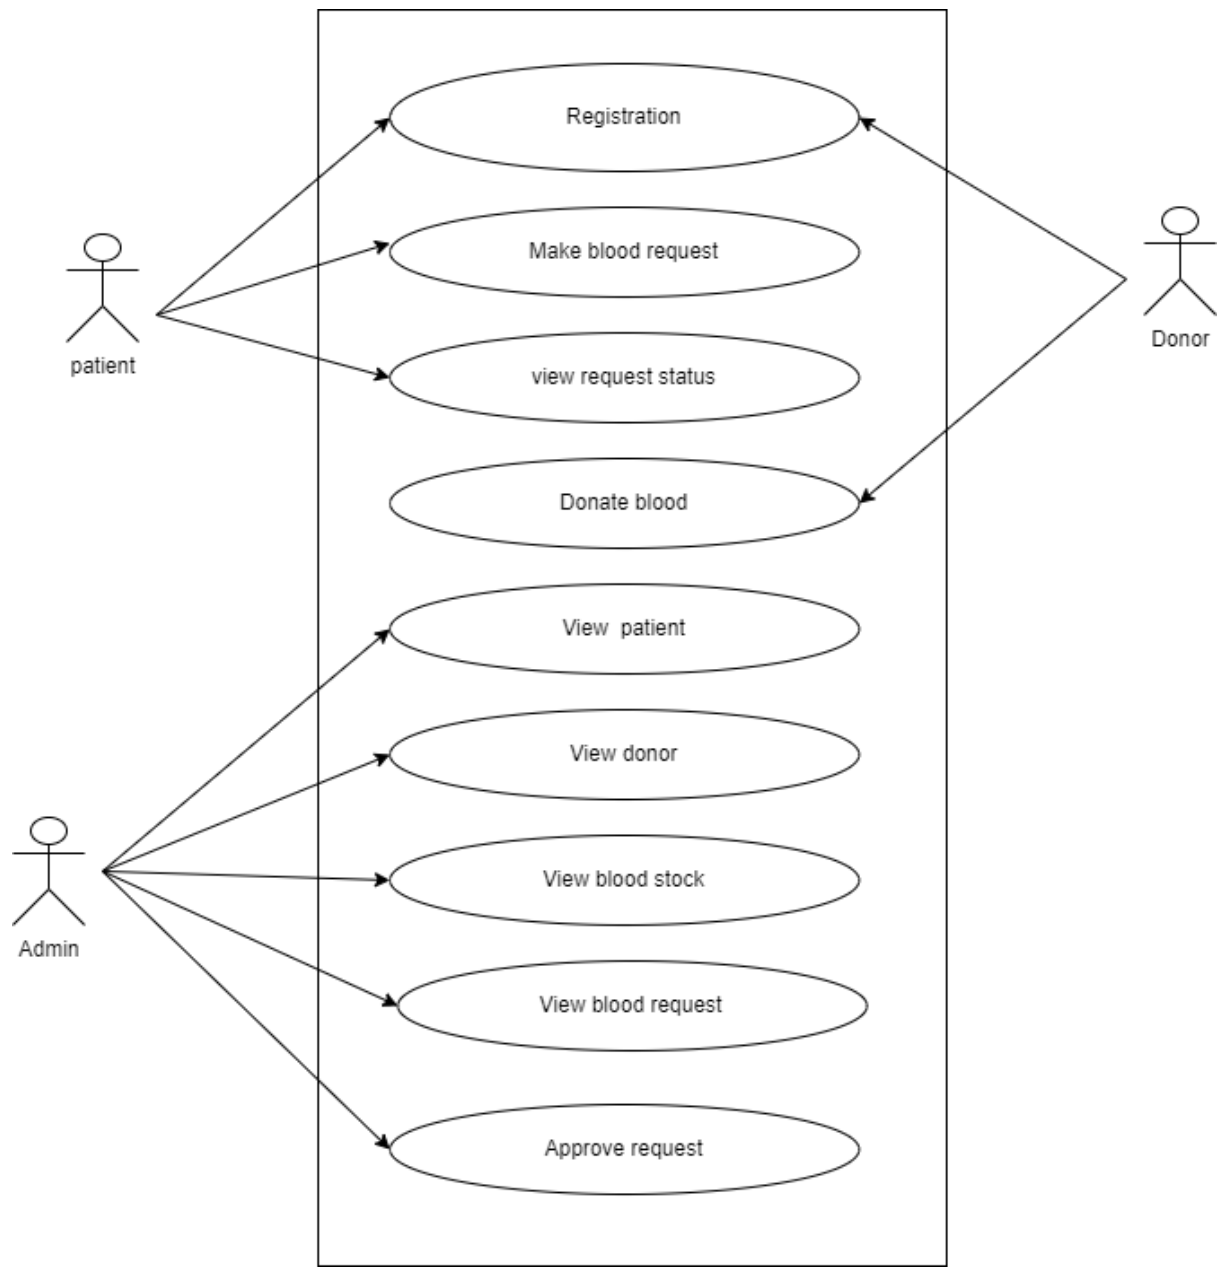 Registration
Make blood request
patient
Donor
view request status
Donate blood
View  patient
View donor
View blood stock
Admin
View blood request
Approve request